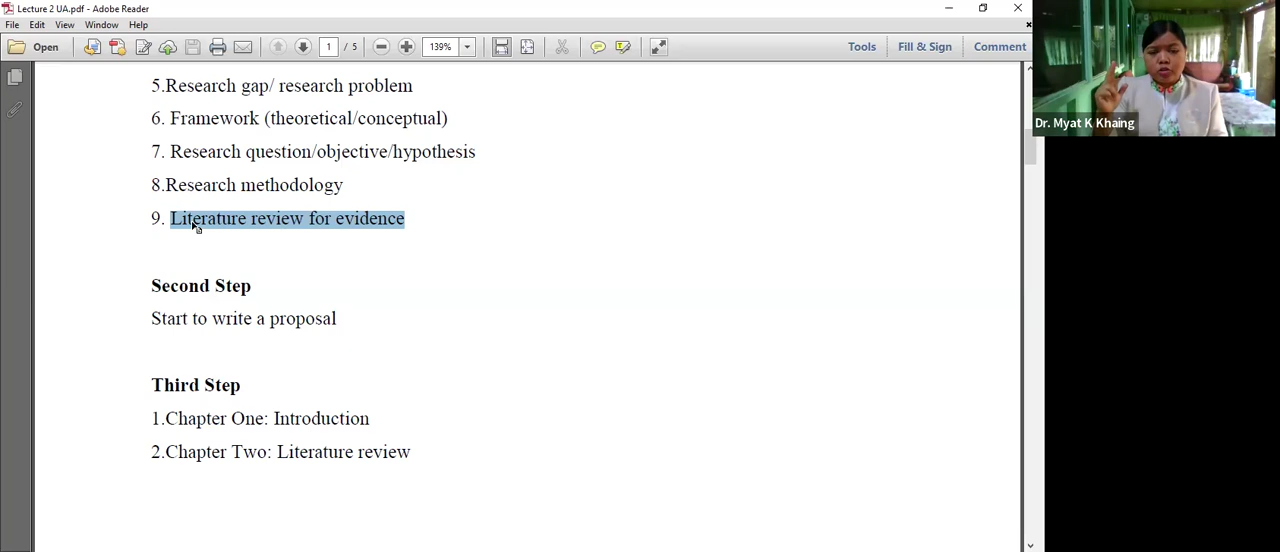 Lecture 2 UA.pdf - Adobe Reader
File Edit View Window Help
Open 1 / 5 139% Tools Fill & Sign Comment
5.Research gap/ research problem
6. Framework (theoretical/conceptual)
7. Research question/objective/hypothesis
8.Research methodology
9. Literature review for evidence
Second Step
Start to write a proposal
Third Step
1.Chapter One: Introduction
2.Chapter Two: Literature review
Dr. Myat K Khaing